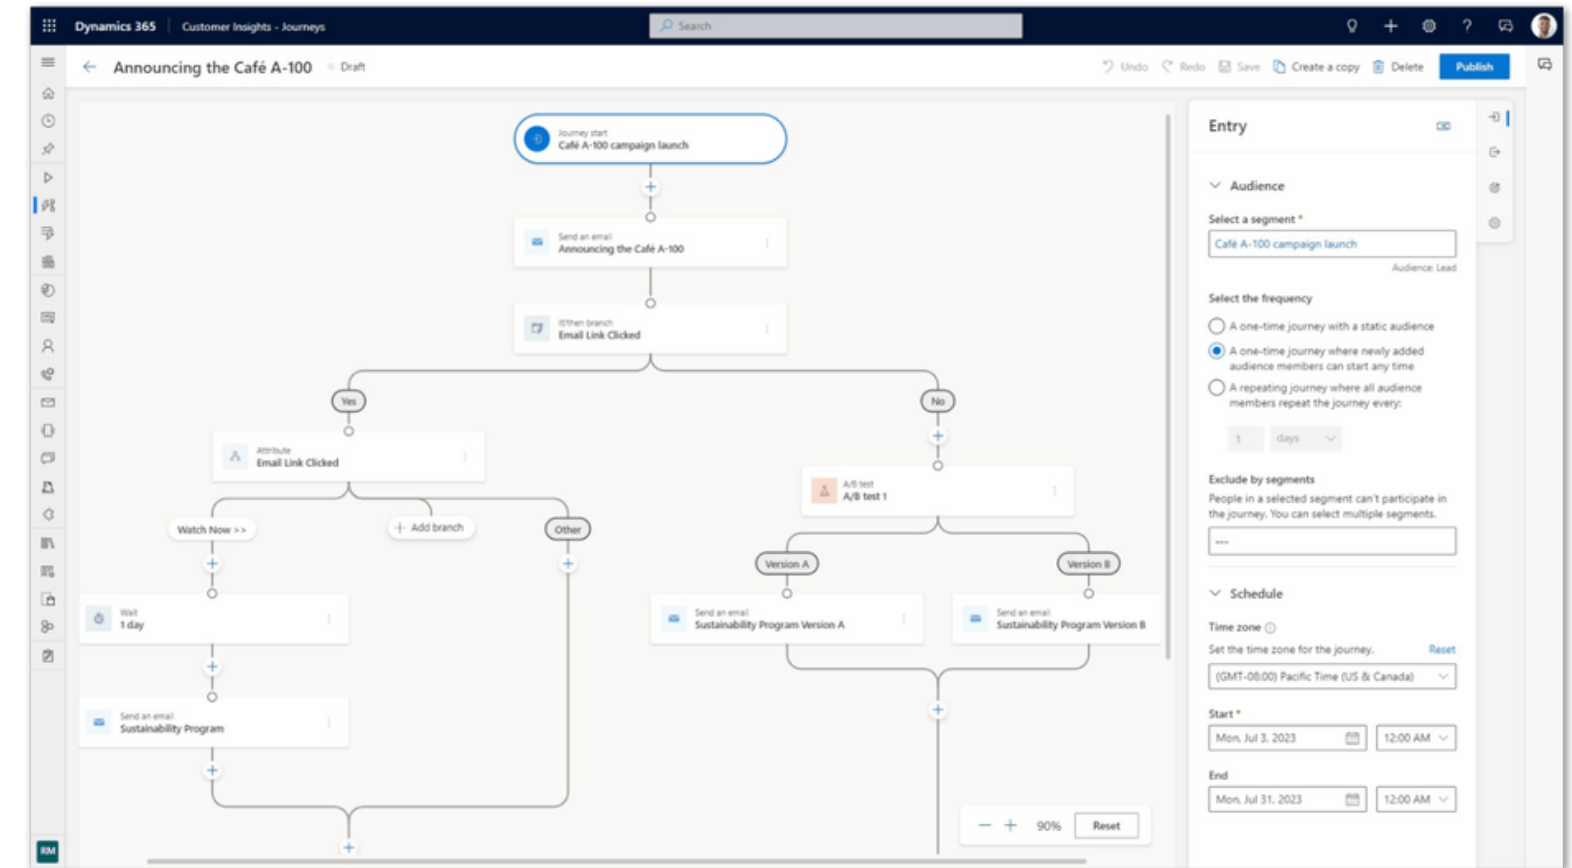 Dynamics 365
Customer Insights - Journeys
Search
Announcing the Café A-100
Draft
Undo
Redo
Save
Create a copy
Delete
Publish
Journey start
Café A-100 campaign launch
Send an email
Announcing the Café A-100
If/then branch
Email Link Clicked
Yes
No
Attribute
Email Link Clicked
A/B test
A/B test 1
Watch Now >>
Add branch
Other
Version A
Version B
Wait
1 day
Send an email
Sustainability Program Version A
Send an email
Sustainability Program Version B
Send an email
Sustainability Program
90%
Reset
RM
Entry
Audience
Select a segment *
Café A-100 campaign launch
Audience: Lead
Select the frequency
A one-time journey with a static audience
A one-time journey where newly added
audience members can start any time
A repeating journey where all audience
members repeat the journey every:
1
days
Exclude by segments
People in a selected segment can't participate in
the journey. You can select multiple segments.
---
Schedule
Time zone
Set the time zone for the journey.
Reset
(GMT-08:00) Pacific Time (US & Canada)
Start *
Mon, Jul 3, 2023
12:00 AM
End
Mon, Jul 31, 2023
12:00 AM